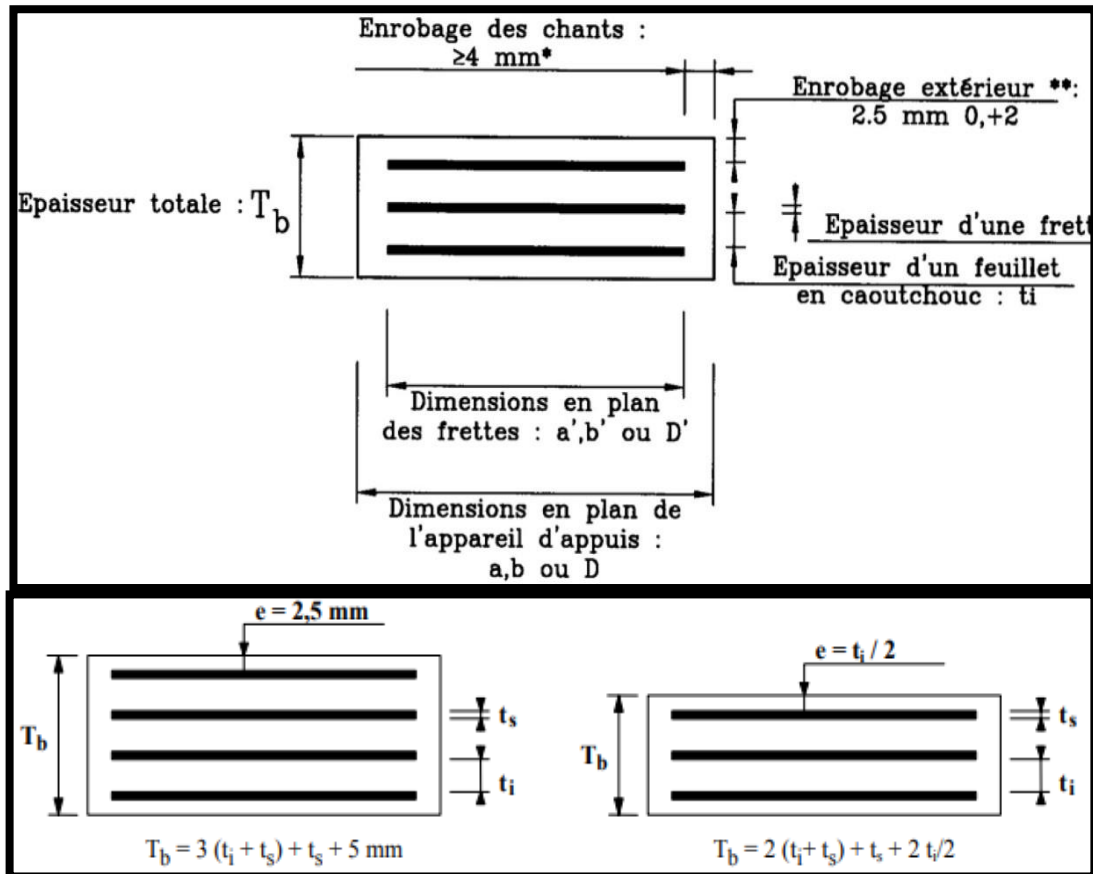 Enrobage des chants :
≥4 mm*
Enrobage extérieur **:
2.5 mm 0,+2
Epaisseur totale : Tb
Epaisseur d'une frett
Epaisseur d'un feuillet
en caoutchouc : ti
Dimensions en plan
des frettes : a',b' ou D'
Dimensions en plan de
l'appareil d'appuis :
a,b ou D
e = 2,5 mm
Tb
ts
ti
Tb = 3 (ti + ts) + ts + 5 mm
e = ti / 2
Tb
ts
ti
Tb = 2 (ti+ ts) + ts + 2 ti/2